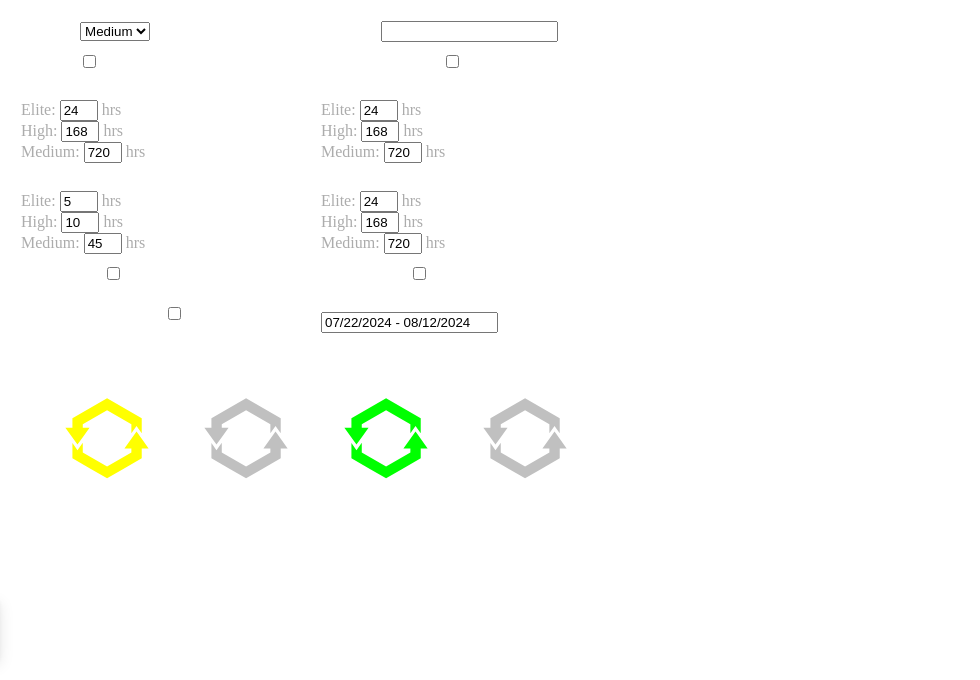 Medium
Elite: 24 hrs
High: 168 hrs
Medium: 720 hrs
Elite: 24 hrs
High: 168 hrs
Medium: 720 hrs
Elite: 5 hrs
High: 10 hrs
Medium: 45 hrs
Elite: 24 hrs
High: 168 hrs
Medium: 720 hrs
07/22/2024 - 08/12/2024